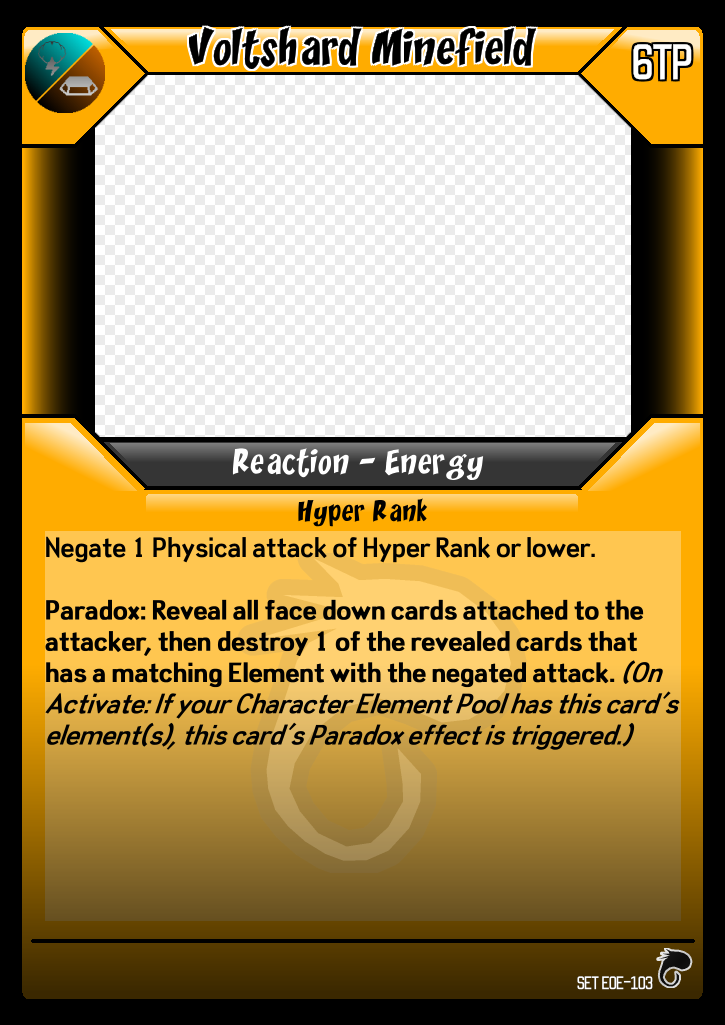 Voltshard Minefield
6TP
Reaction - Energy
Hyper Rank
Negate 1 Physical attack of Hyper Rank or lower.
Paradox: Reveal all face down cards attached to the
attacker, then destroy 1 of the revealed cards that
has a matching Element with the negated attack. (On
Activate: If your Character Element Pool has this card's
element(s), this card's Paradox effect is triggered.)
SET EOE-103